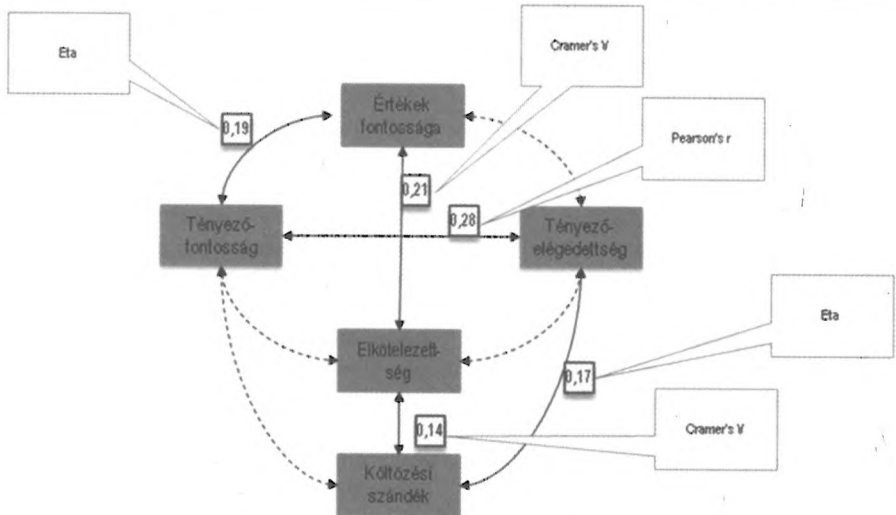 Eta
Cramer's V
Értékek
fontossága
0,19
Pearson's r
0,21
0,28
Tényező-
fontosság
Tényező-
elégedettség
Eta
Elkötelezett-
ség
0,17
0,14
Cramer's V
Költözési
szándék